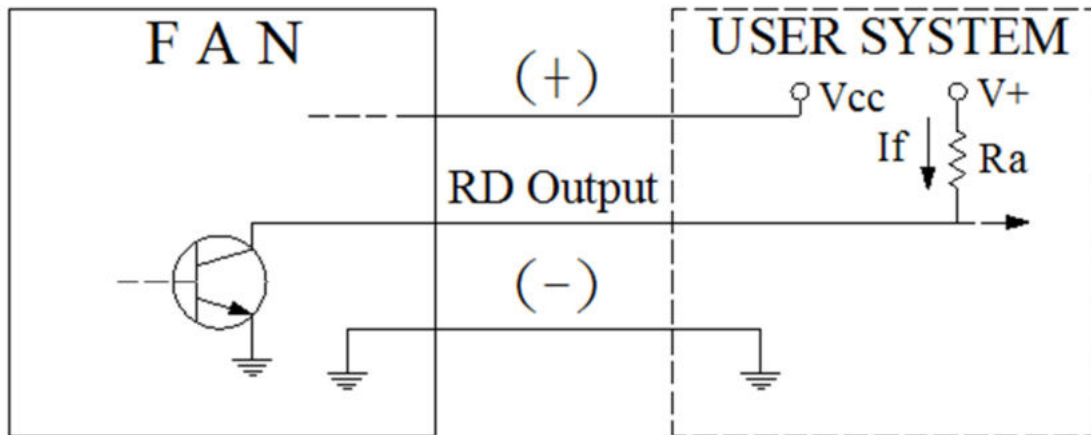 F A N
USER SYSTEM
(+)
Vcc
V+
If
Ra
RD Output
(-)